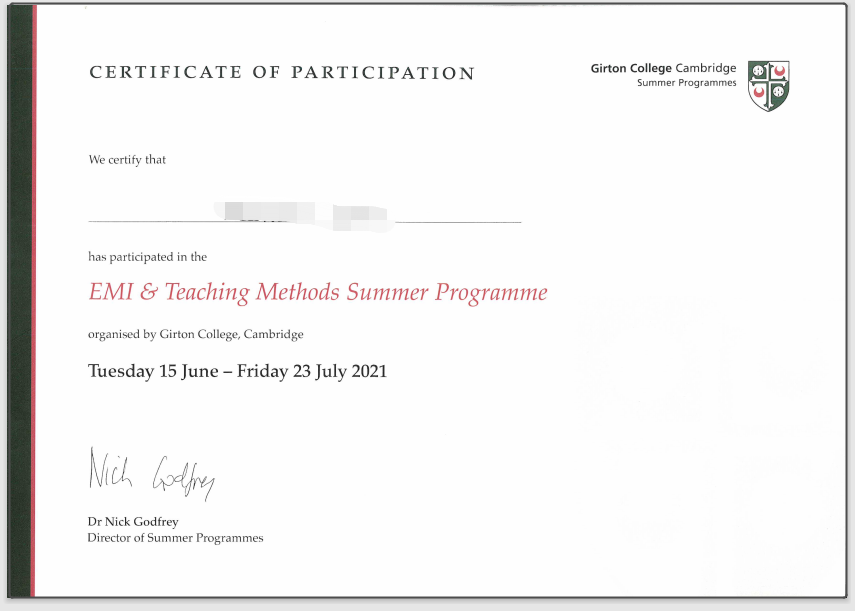 CERTIFICATE OF PARTICIPATION
Girton College Cambridge
Summer Programmes
We certify that
has participated in the
EMI & Teaching Methods Summer Programme
organised by Girton College, Cambridge
Tuesday 15 June – Friday 23 July 2021
Nick Godfrey
Dr Nick Godfrey
Director of Summer Programmes